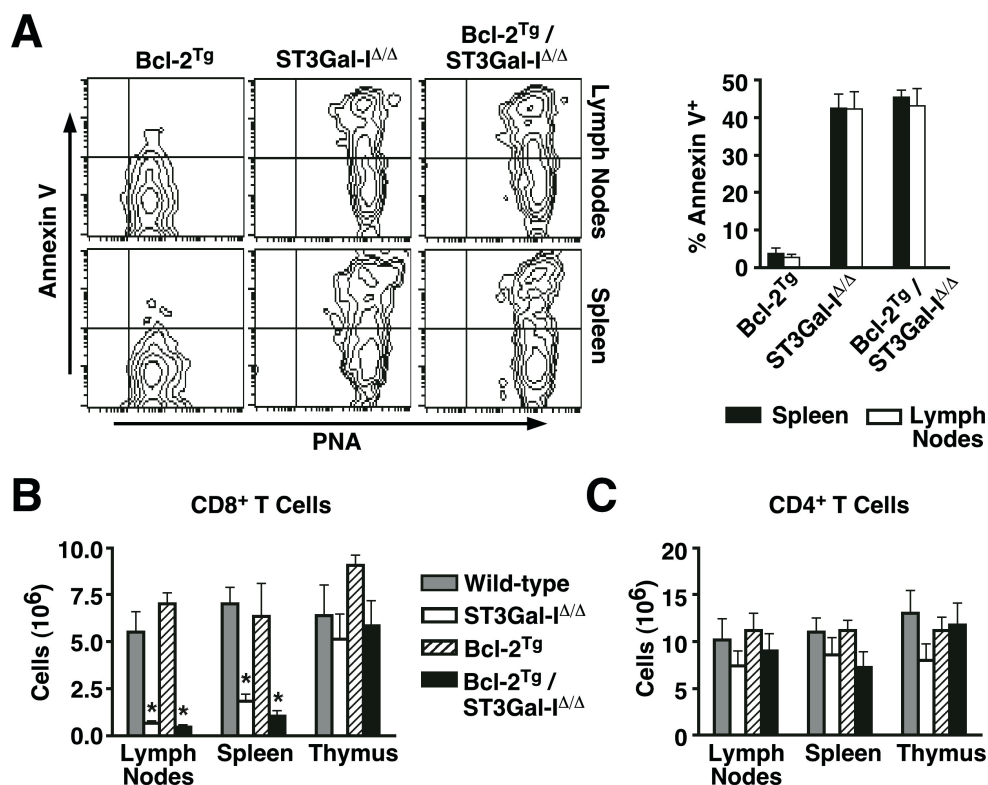 A
Bcl-2Tg
ST3Gal-IΔ/Δ
Bcl-2Tg /
ST3Gal-IΔ/Δ
Annexin V
Lymph Nodes
Spleen
PNA
% Annexin V+
50
40
30
20
10
0
Bcl-2Tg
ST3Gal-IΔ/Δ
Bcl-2Tg /
ST3Gal-IΔ/Δ
Spleen
Lymph
Nodes
B
CD8+ T Cells
Cells (106)
10.0
7.5
5.0
2.5
0.0
* * * *
Lymph
Nodes
Spleen
Thymus
Wild-type
ST3Gal-IΔ/Δ
Bcl-2Tg
Bcl-2Tg /
ST3Gal-IΔ/Δ
C
CD4+ T Cells
Cells (106)
20
15
10
5
0
Lymph
Nodes
Spleen
Thymus